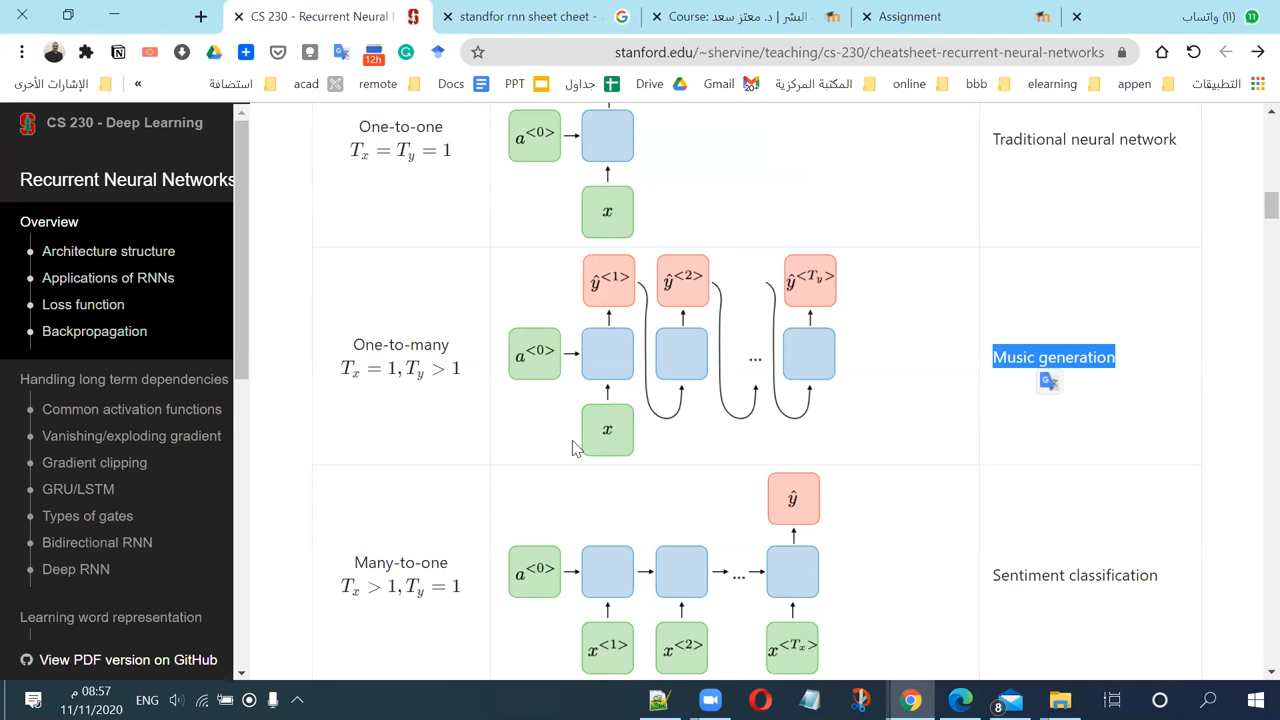 CS 230 - Recurrent Neural
standfor rnn sheet cheet -
Course: البشر | د. معتز سعد
Assignment
(11) واتساب
12h
stanford.edu/~shervine/teaching/cs-230/cheatsheet-recurrent-neural-networks
الإشارات الأخرى
«
استضافة
acad
remote
Docs
PPT
جداول
Drive
Gmail
المكتبة المركزية
online
bbb
elearning
appen
التطبيقات
CS 230 - Deep Learning
Recurrent Neural Networks
Overview
Architecture structure
Applications of RNNs
Loss function
Backpropagation
Handling long term dependencies
Common activation functions
Vanishing/exploding gradient
Gradient clipping
GRU/LSTM
Types of gates
Bidirectional RNN
Deep RNN
Learning word representation
View PDF version on GitHub
One-to-one
T_x = T_y = 1
a<0>
x
Traditional neural network
One-to-many
T_x = 1, T_y > 1
ŷ<1> ŷ<2> ŷ<T_y>
a<0> ...
x
Music generation
Many-to-one
T_x > 1, T_y = 1
ŷ
a<0> ...
x<1> x<2> x<T_x>
Sentiment classification
08:57 م
11/11/2020
ENG
8